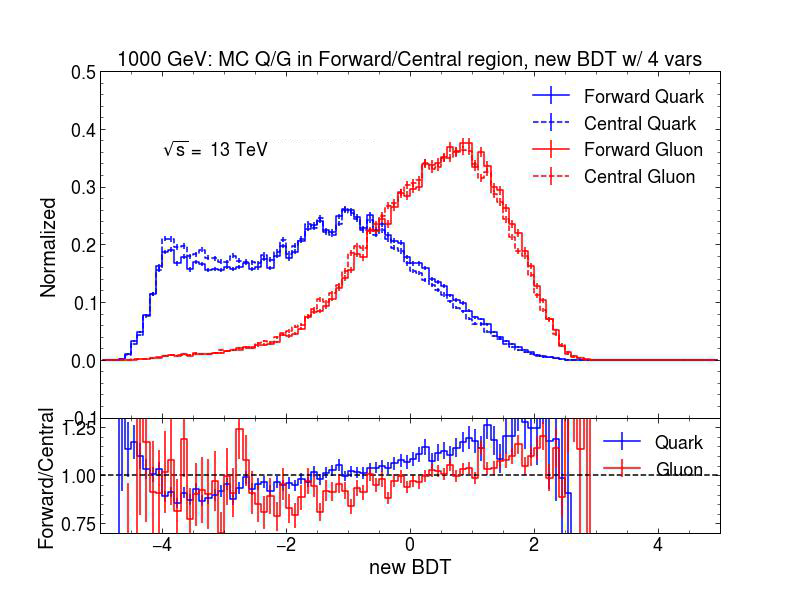 1000 GeV: MC Q/G in Forward/Central region, new BDT w/ 4 vars
0.5
0.4
0.3
0.2
0.1
0.0
−0.1
Normalized
√s = 13 TeV
Forward Quark
Central Quark
Forward Gluon
Central Gluon
1.25
1.00
0.75
Forward/Central
Quark
Gluon
−4 −2 0 2 4
new BDT